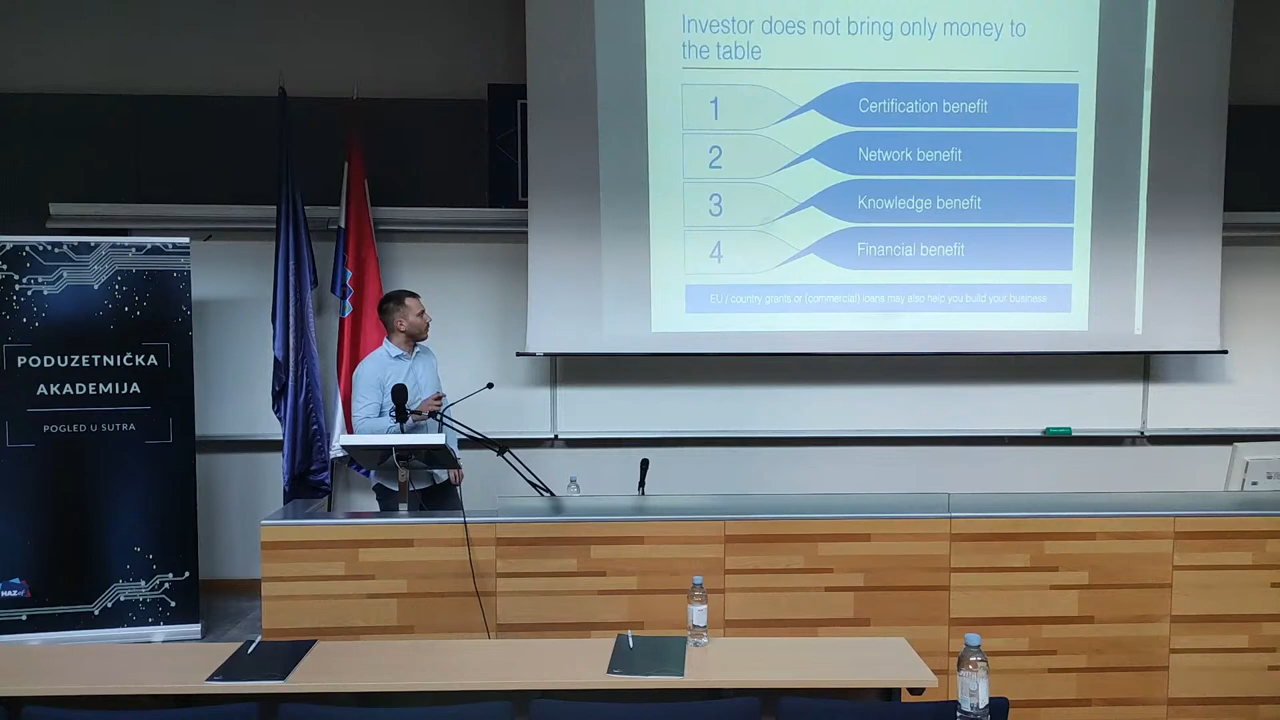 Investor does not bring only money to
the table
1 Certification benefit
2 Network benefit
3 Knowledge benefit
4 Financial benefit
EU / country grants or (commercial) loans may also help you build your business
PODUZETNIČKA
AKADEMIJA
POGLED U SUTRA